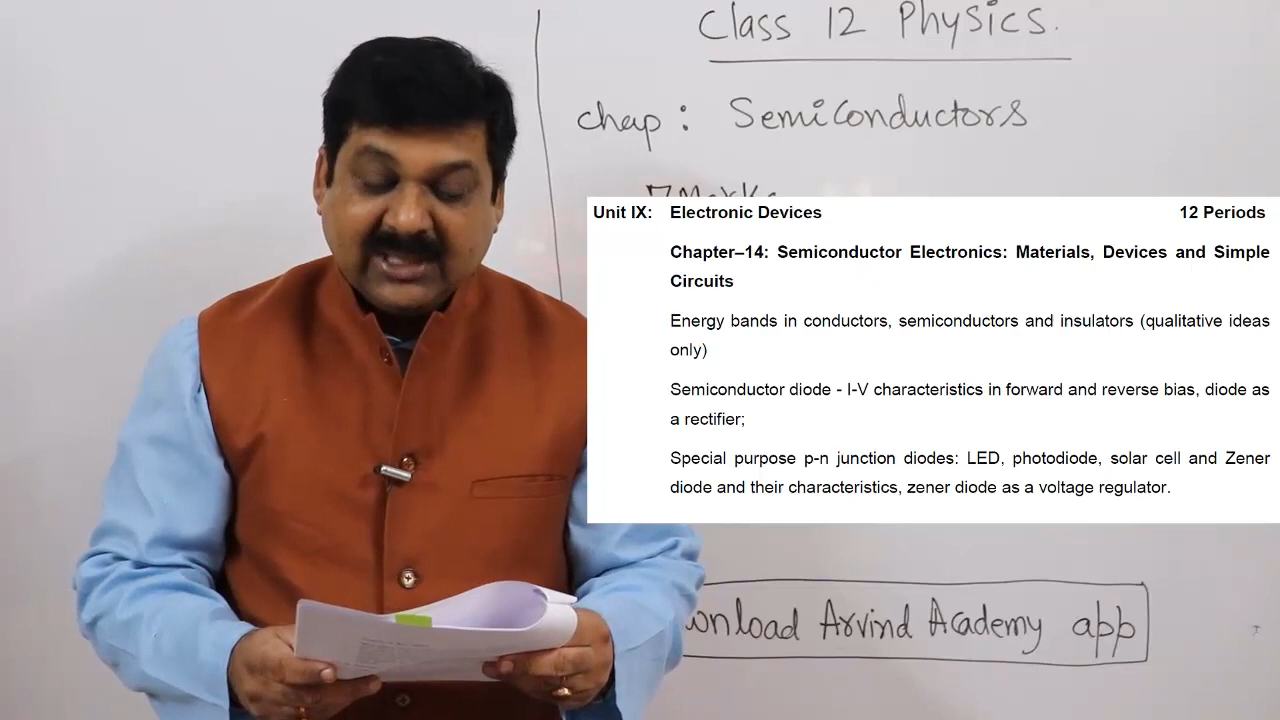 Class 12 Physics.
chap : Semiconductors
7 Marks
Unit IX: Electronic Devices 12 Periods
Chapter–14: Semiconductor Electronics: Materials, Devices and Simple
Circuits
Energy bands in conductors, semiconductors and insulators (qualitative ideas
only)
Semiconductor diode - I-V characteristics in forward and reverse bias, diode as
a rectifier;
Special purpose p-n junction diodes: LED, photodiode, solar cell and Zener
diode and their characteristics, zener diode as a voltage regulator.
wnload Arvind Academy app